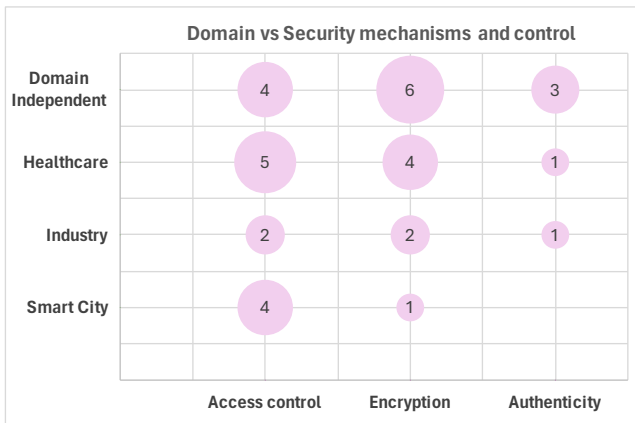 Domain vs Security mechanisms and control
Domain
Independent
4
6
3
Healthcare
5
4
1
Industry
2
2
1
Smart City
4
1
Access control
Encryption
Authenticity